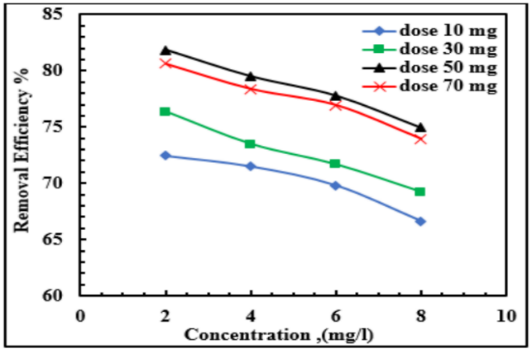 85
80
75
70
65
60
Removal Efficiency %
dose 10 mg
dose 30 mg
dose 50 mg
dose 70 mg
0 2 4 6 8 10
Concentration ,(mg/l)